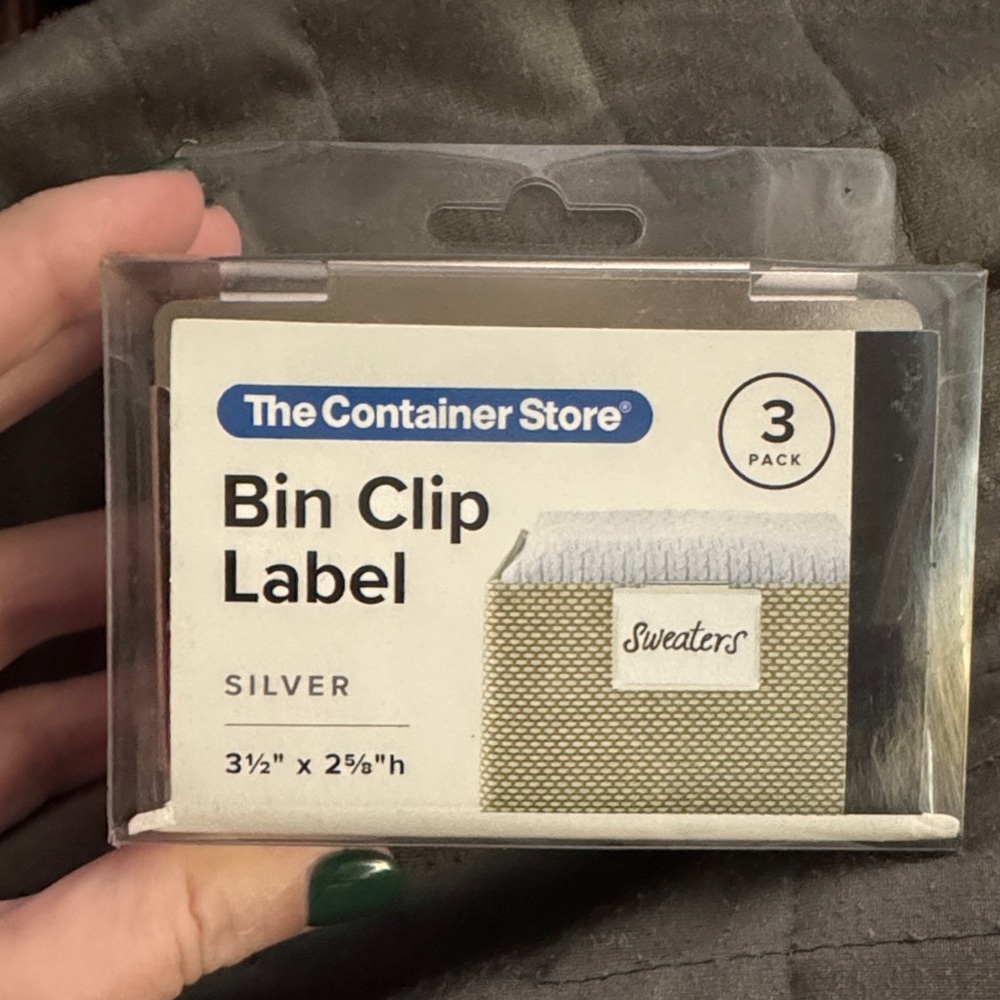 The Container Store®
3
PACK
Bin Clip
Label
Sweaters
SILVER
3½" x 2⅝"h